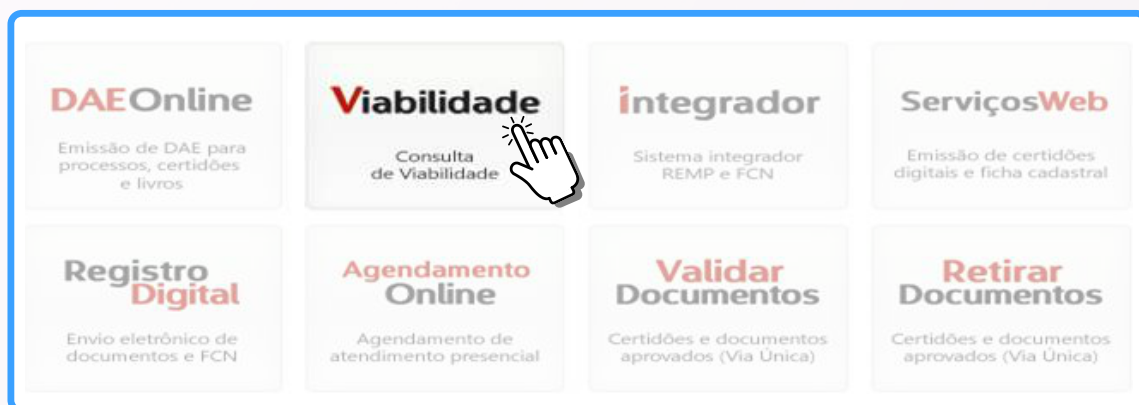 DAEOnline
Emissão de DAE para
processos, certidões
e livros
Viabilidade
Consulta
de Viabilidade
integrador
Sistema integrador
REMP e FCN
ServiçosWeb
Emissão de certidões
digitais e ficha cadastral
Registro
Digital
Envio eletrônico de
documentos e FCN
Agendamento
Online
Agendamento de
atendimento presencial
Validar
Documentos
Certidões e documentos
aprovados (Via Única)
Retirar
Documentos
Certidões e documentos
aprovados (Via Única)